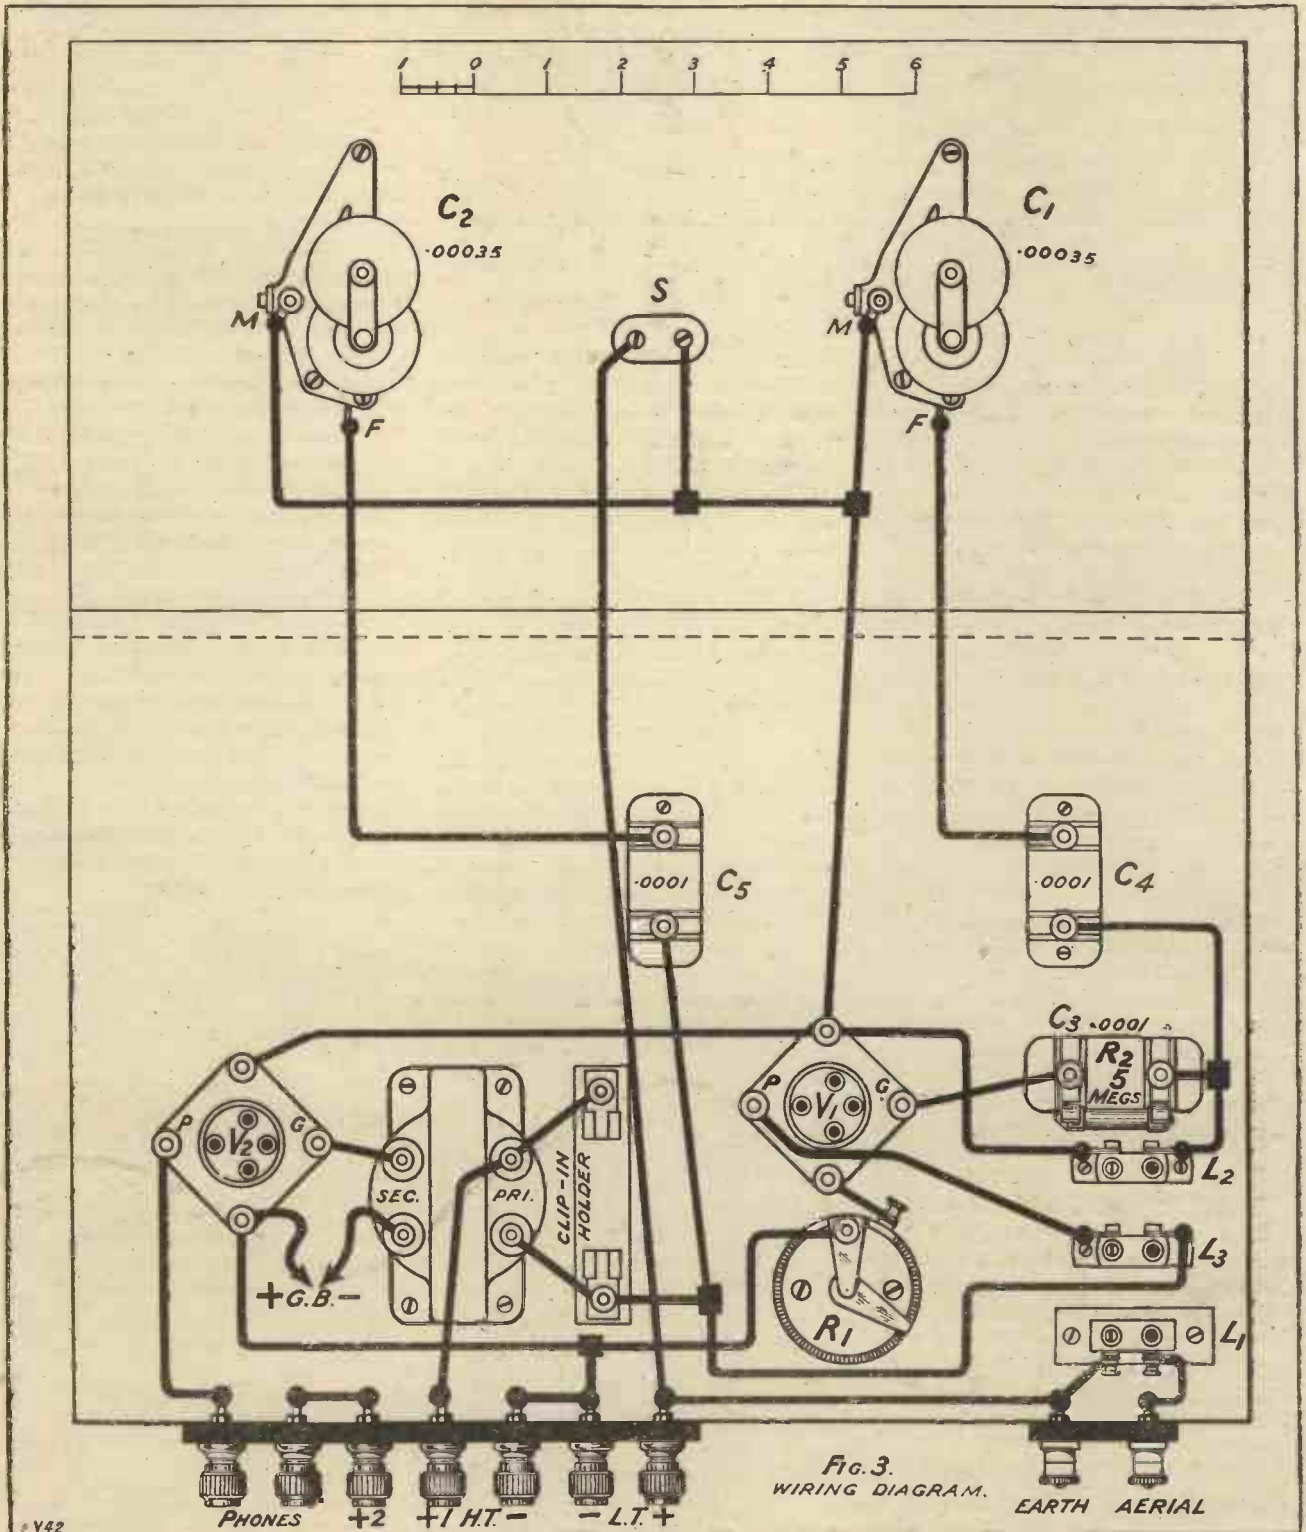 1 0 1 2 3 4 5 6
C2
.00035
C1
.00035
S
M
M
F
F
.0001
C5
.0001
C4
C3 .0001
R2
5
MEGS
P
G
V1
P
G
V2
L2
SEC.
PRI.
CLIP-IN
HOLDER
L3
+ G.B. -
R1
L1
FIG. 3.
WIRING DIAGRAM.
PHONES +2 +1 H.T. - - L.T. +
EARTH AERIAL
Y42